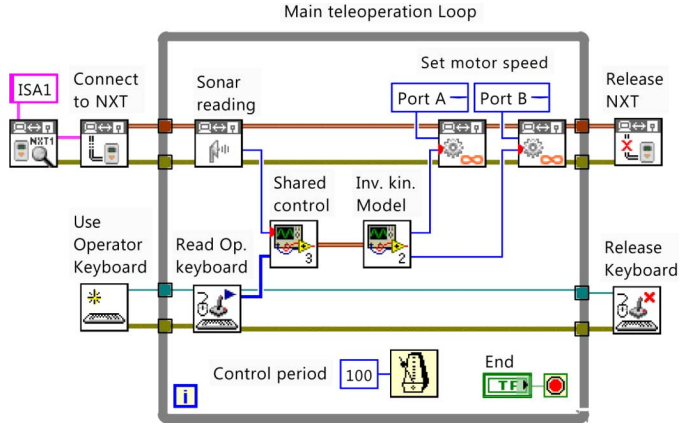 Main teleoperation Loop
ISA1
Connect
to NXT
Sonar
reading
Set motor speed
Port A
Port B
Release
NXT
NXT1
Shared
control
Inv. kin.
Model
3
2
Use
Operator
Keyboard
Read Op.
keyboard
Release
Keyboard
Control period
100
End
TF
i